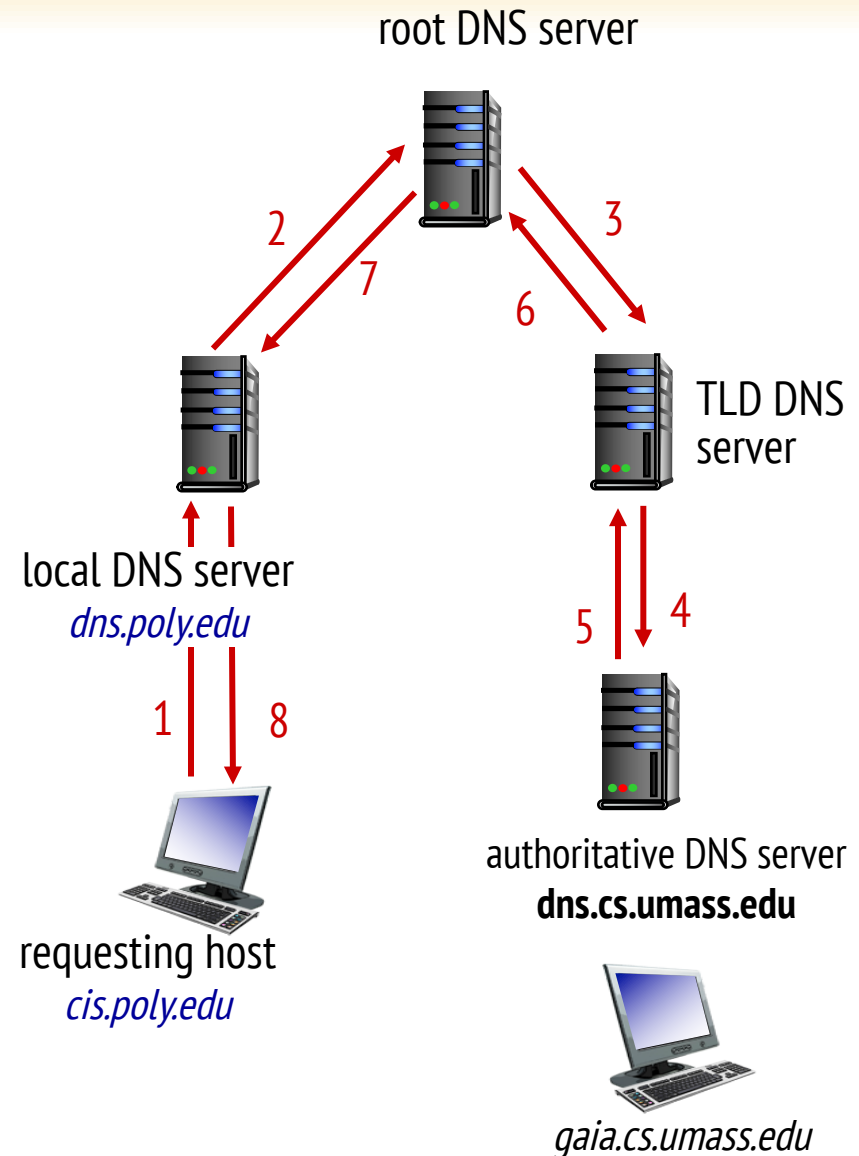 root DNS server
2
7
3
6
TLD DNS
server
local DNS server
dns.poly.edu
5
4
1
8
authoritative DNS server
dns.cs.umass.edu
requesting host
cis.poly.edu
gaia.cs.umass.edu